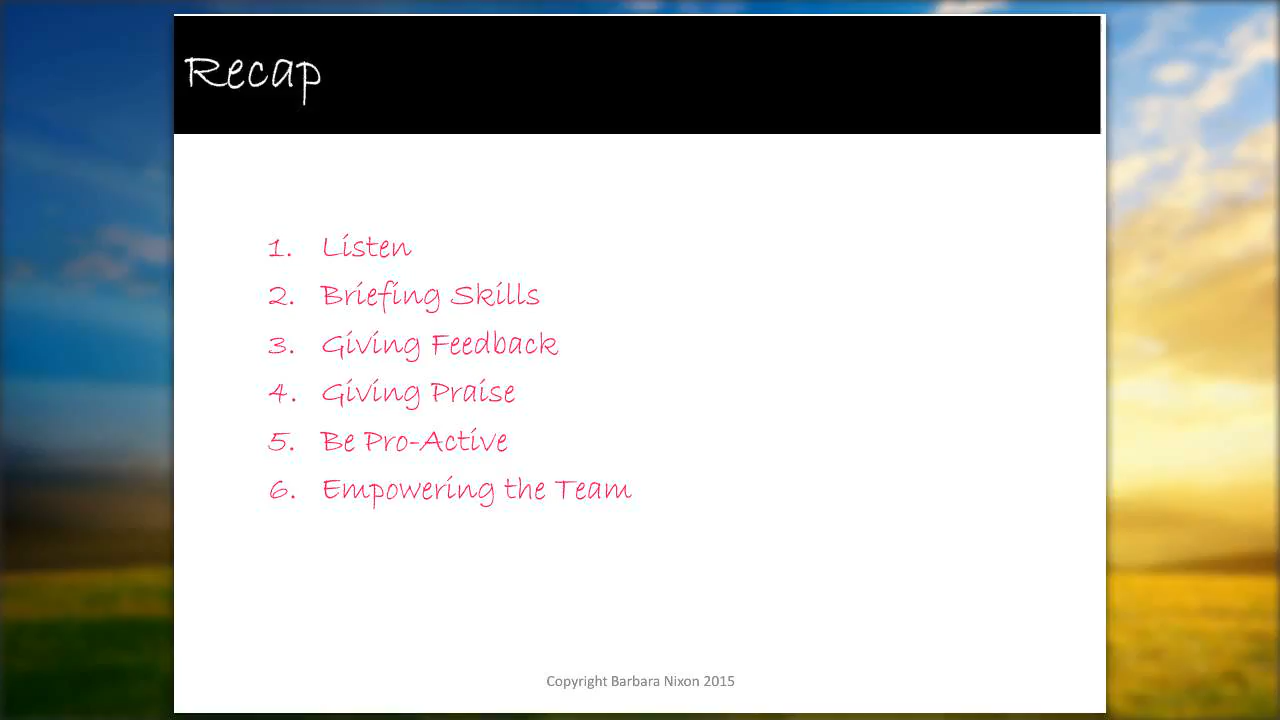 Recap
1. Listen
2. Briefing Skills
3. Giving Feedback
4. Giving Praise
5. Be Pro-Active
6. Empowering the Team
Copyright Barbara Nixon 2015